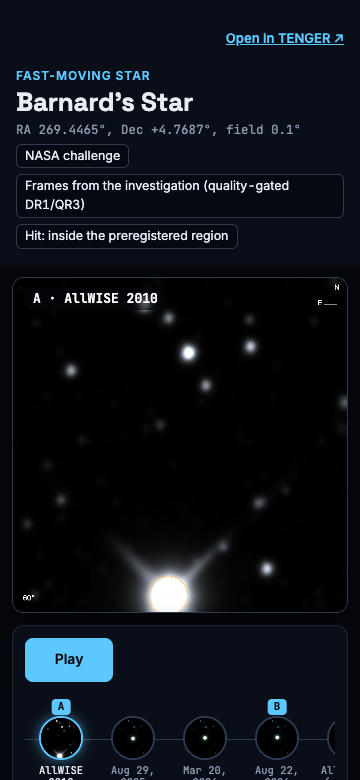 Open in TENGER ↗
FAST-MOVING STAR
Barnard's Star
RA 269.4465°, Dec +4.7687°, field 0.1°
NASA challenge
Frames from the investigation (quality-gated
DR1/QR3)
Hit: inside the preregistered region
A · AllWISE 2010
N
E
60"
Play
A
B
AllWISE
Aug 29,
Mar 20,
Aug 22,